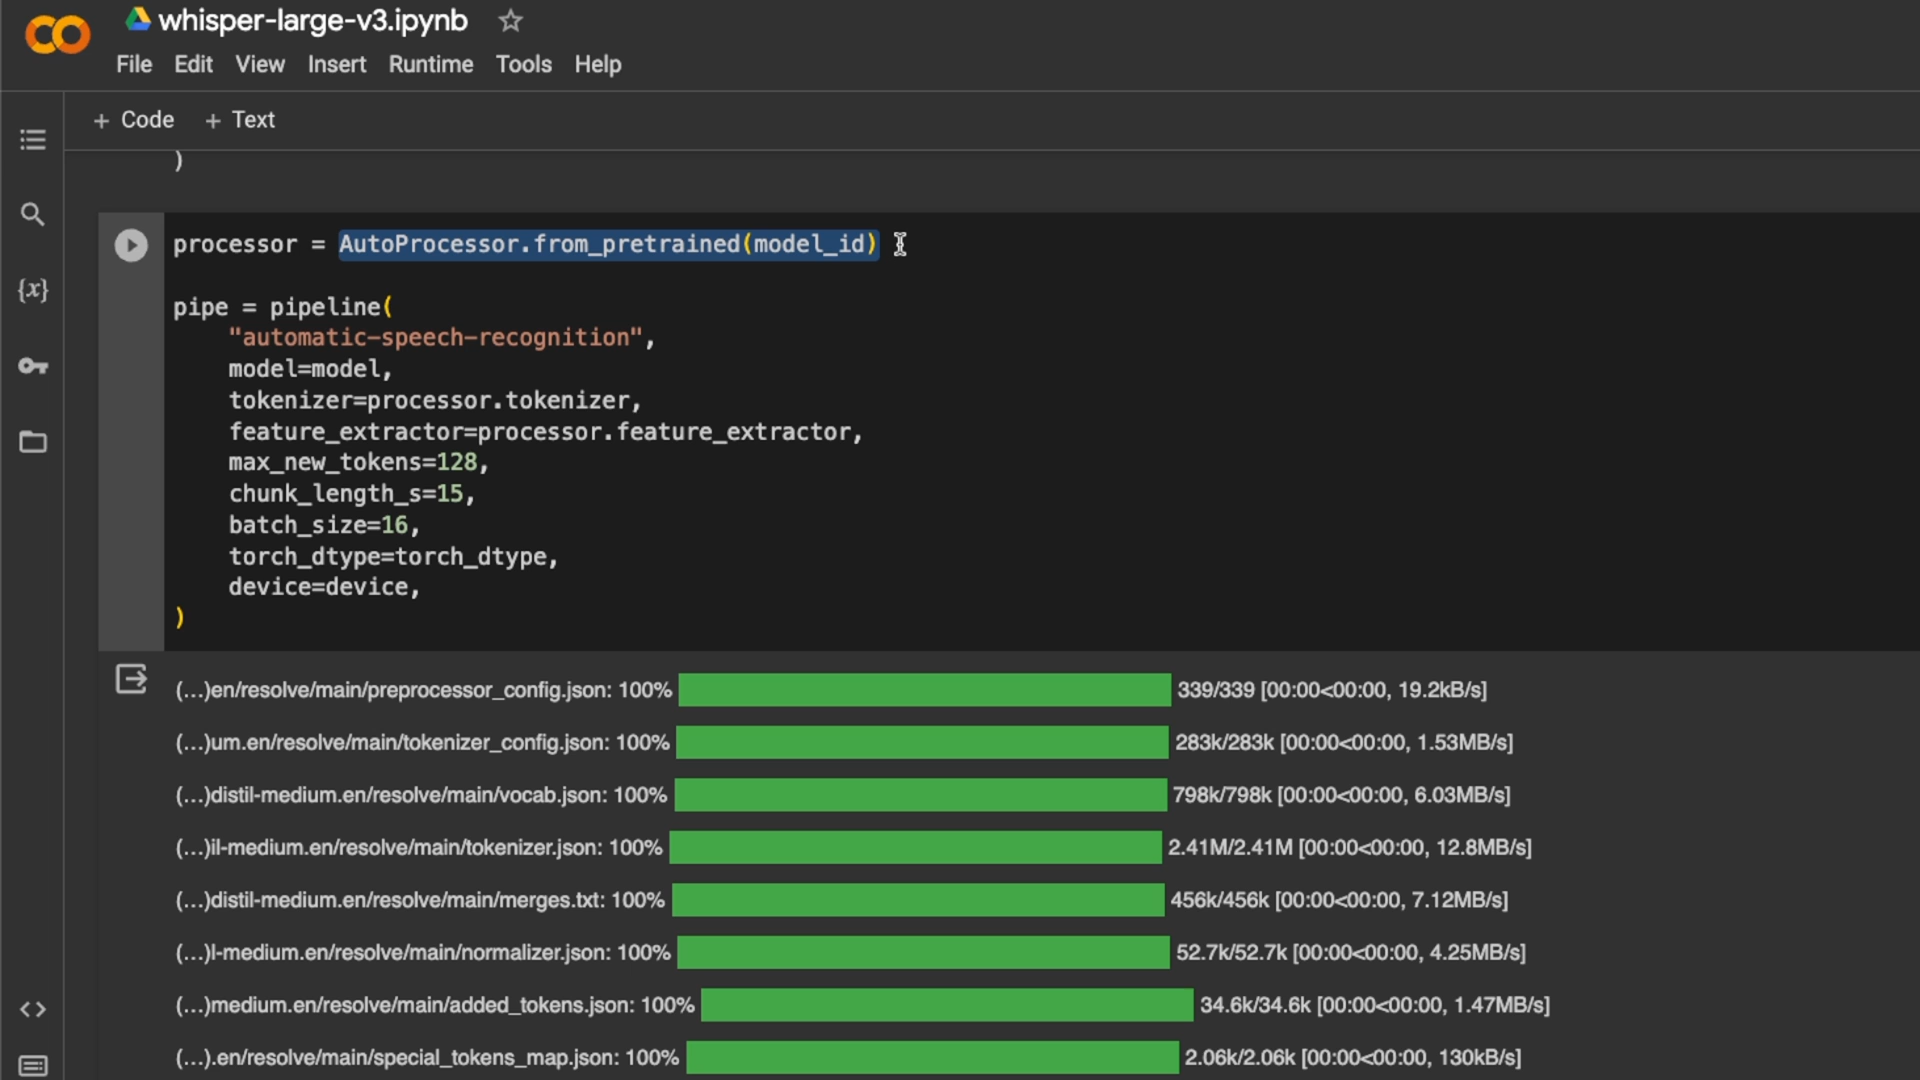 whisper-large-v3.ipynb
File Edit View Insert Runtime Tools Help
+ Code + Text
)
processor = AutoProcessor.from_pretrained(model_id)
pipe = pipeline(
"automatic-speech-recognition",
model=model,
tokenizer=processor.tokenizer,
feature_extractor=processor.feature_extractor,
max_new_tokens=128,
chunk_length_s=15,
batch_size=16,
torch_dtype=torch_dtype,
device=device,
)
(…)en/resolve/main/preprocessor_config.json: 100% 339/339 [00:00<00:00, 19.2kB/s]
(…)um.en/resolve/main/tokenizer_config.json: 100% 283k/283k [00:00<00:00, 1.53MB/s]
(…)distil-medium.en/resolve/main/vocab.json: 100% 798k/798k [00:00<00:00, 6.03MB/s]
(…)il-medium.en/resolve/main/tokenizer.json: 100% 2.41M/2.41M [00:00<00:00, 12.8MB/s]
(…)distil-medium.en/resolve/main/merges.txt: 100% 456k/456k [00:00<00:00, 7.12MB/s]
(…)l-medium.en/resolve/main/normalizer.json: 100% 52.7k/52.7k [00:00<00:00, 4.25MB/s]
(…)medium.en/resolve/main/added_tokens.json: 100% 34.6k/34.6k [00:00<00:00, 1.47MB/s]
(…).en/resolve/main/special_tokens_map.json: 100% 2.06k/2.06k [00:00<00:00, 130kB/s]